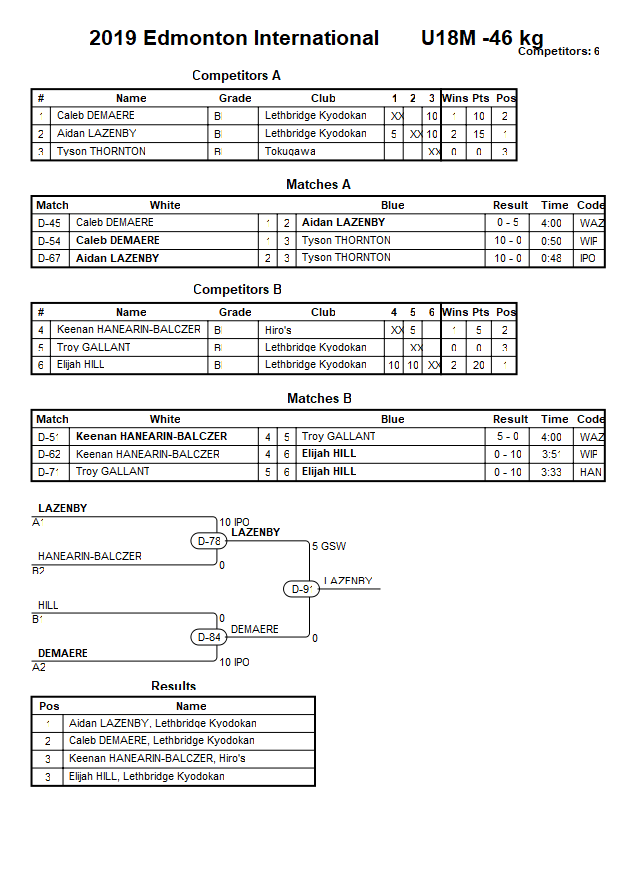 2019 Edmonton International U18M -46 kg
Competitors: 6
Competitors A
# Name Grade Club 1 2 3 Wins Pts Pos
1 Caleb DEMAERE B Lethbridge Kyodokan XX 10 1 10 2
2 Aidan LAZENBY B Lethbridge Kyodokan 5 XX 10 2 15 1
3 Tyson THORNTON B Tokugawa XX 0 0 3
Matches A
Match White Blue Result Time Code
D-45 Caleb DEMAERE 1 2 Aidan LAZENBY 0 - 5 4:00 WAZ
D-54 Caleb DEMAERE 1 3 Tyson THORNTON 10 - 0 0:50 WIP
D-67 Aidan LAZENBY 2 3 Tyson THORNTON 10 - 0 0:48 IPO
Competitors B
# Name Grade Club 4 5 6 Wins Pts Pos
4 Keenan HANEARIN-BALCZER B Hiro's XX 5 1 5 2
5 Troy GALLANT B Lethbridge Kyodokan XX 0 0 3
6 Elijah HILL B Lethbridge Kyodokan 10 10 XX 2 20 1
Matches B
Match White Blue Result Time Code
D-51 Keenan HANEARIN-BALCZER 4 5 Troy GALLANT 5 - 0 4:00 WAZ
D-62 Keenan HANEARIN-BALCZER 4 6 Elijah HILL 0 - 10 3:51 WIP
D-71 Troy GALLANT 5 6 Elijah HILL 0 - 10 3:33 HAN
LAZENBY
A1
10 IPO
D-78
LAZENBY
HANEARIN-BALCZER
B2
0
5 GSW
D-91
LAZENBY
HILL
B1
0
D-84
DEMAERE
0
DEMAERE
A2
10 IPO
Results
Pos Name
1 Aidan LAZENBY, Lethbridge Kyodokan
2 Caleb DEMAERE, Lethbridge Kyodokan
3 Keenan HANEARIN-BALCZER, Hiro's
3 Elijah HILL, Lethbridge Kyodokan